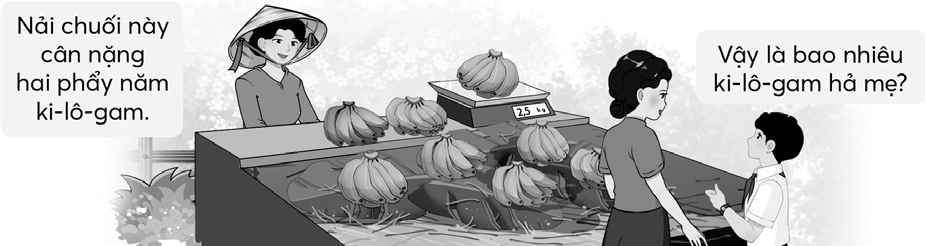 Nải chuối này
cân nặng
hai phẩy năm
ki-lô-gam.
Vậy là bao nhiêu
ki-lô-gam hả mẹ?
2,5 kg